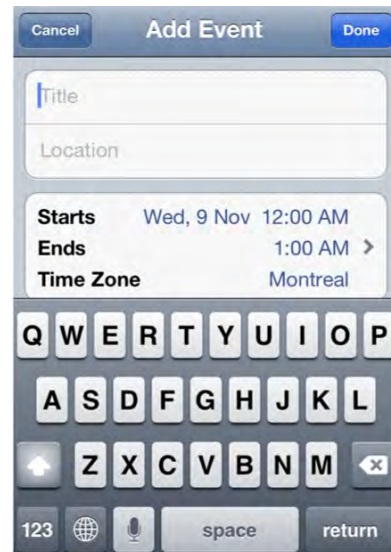 Cancel Add Event Done
Title
Location
Starts Wed, 9 Nov 12:00 AM
Ends 1:00 AM
Time Zone Montreal
Q W E R T Y U I O P
A S D F G H J K L
Z X C V B N M
123 space return